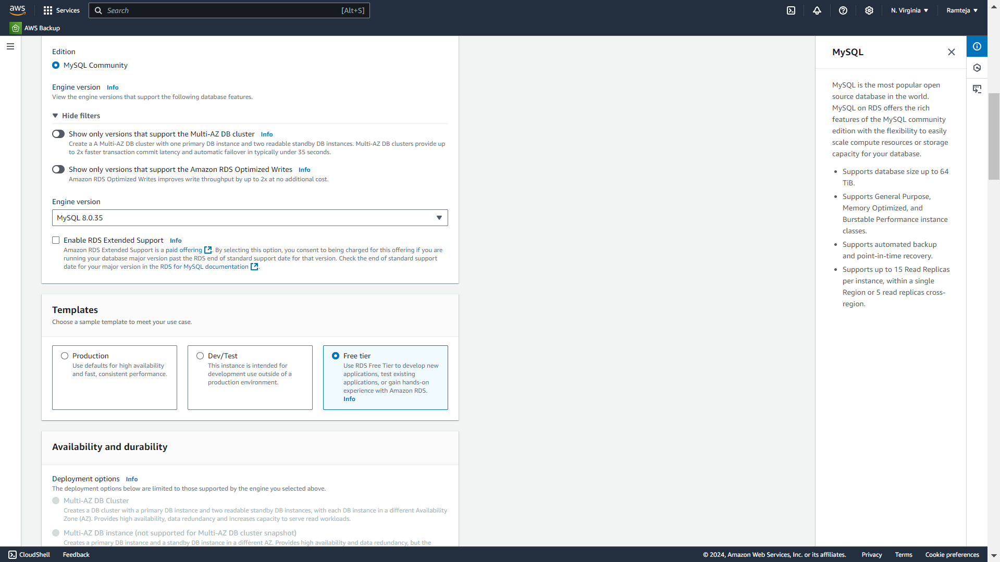 aws
Services
Search
[Alt+S]
N. Virginia
Ramteja
AWS Backup
Edition
MySQL Community
Engine version Info
View the engine versions that support the following database features.
Hide filters
Show only versions that support the Multi-AZ DB cluster Info
Create a A Multi-AZ DB cluster with one primary DB instance and two readable standby DB instances. Multi-AZ DB clusters provide up
to 2x faster transaction commit latency and automatic failover in typically under 35 seconds.
Show only versions that support the Amazon RDS Optimized Writes Info
Amazon RDS Optimized Writes improves write throughput by up to 2x at no additional cost.
Engine version
MySQL 8.0.35
Enable RDS Extended Support Info
Amazon RDS Extended Support is a paid offering. By selecting this option, you consent to being charged for this offering if you are
running your database major version past the RDS end of standard support date for that version. Check the end of standard support
date for your major version in the RDS for MySQL documentation.
Templates
Choose a sample template to meet your use case.
Production
Use defaults for high availability
and fast, consistent performance.
Dev/Test
This instance is intended for
development use outside of a
production environment.
Free tier
Use RDS Free Tier to develop new
applications, test existing
applications, or gain hands-on
experience with Amazon RDS.
Info
Availability and durability
Deployment options Info
The deployment options below are limited to those supported by the engine you selected above.
Multi-AZ DB Cluster
Creates a DB cluster with a primary DB instance and two readable standby DB instances, with each DB instance in a different Availability
Zone (AZ). Provides high availability, data redundancy and increases capacity to serve read workloads.
Multi-AZ DB instance (not supported for Multi-AZ DB cluster snapshot)
Creates a primary DB instance and a standby DB instance in a different AZ. Provides high availability and data redundancy, but the
MySQL
MySQL is the most popular open
source database in the world.
MySQL on RDS offers the rich
features of the MySQL community
edition with the flexibility to easily
scale compute resources or storage
capacity for your database.
• Supports database size up to 64
TiB.
• Supports General Purpose,
Memory Optimized, and
Burstable Performance instance
classes.
• Supports automated backup
and point-in-time recovery.
• Supports up to 15 Read Replicas
per instance, within a single
Region or 5 read replicas cross-
region.
CloudShell
Feedback
© 2024, Amazon Web Services, Inc. or its affiliates.
Privacy
Terms
Cookie preferences